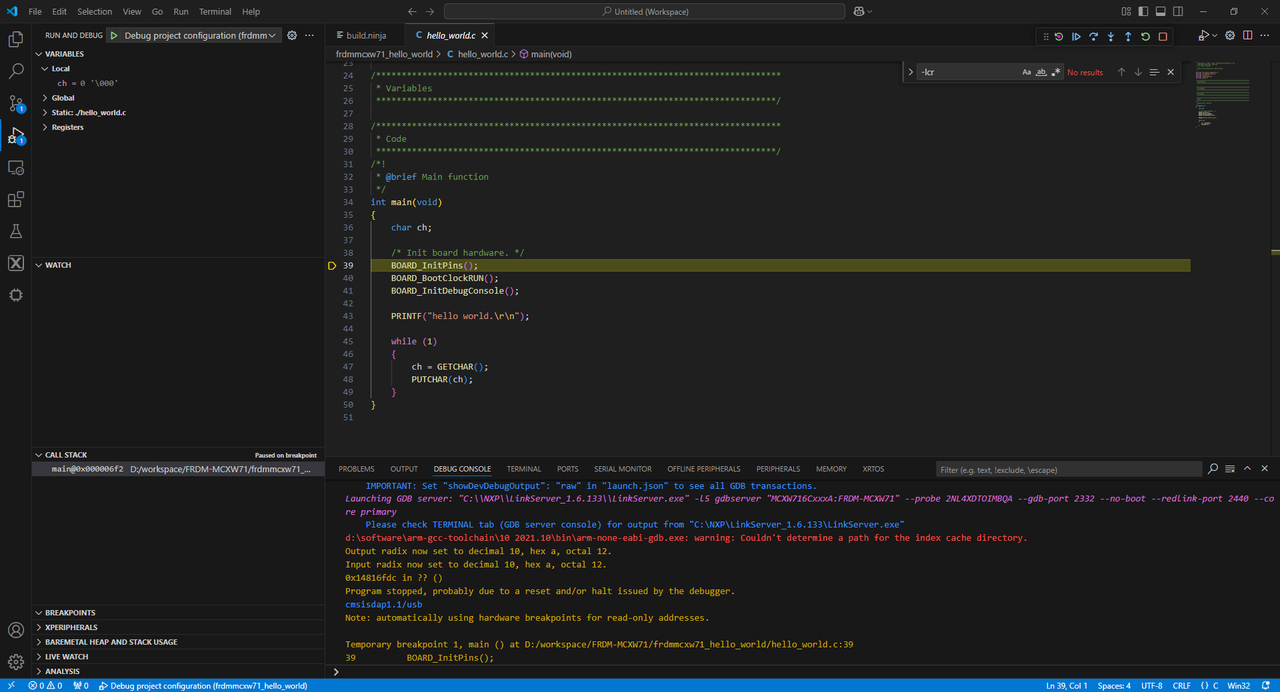 File Edit Selection View Go Run Terminal Help
Untitled (Workspace)
RUN AND DEBUG Debug project configuration (frdmm
VARIABLES
Local
ch = 0 '\000'
Global
Static: ./hello_world.c
Registers
WATCH
CALL STACK Paused on breakpoint
main@0x000006f2 D:/workspace/FRDM-MCXW71/frdmmcxw71_...
BREAKPOINTS
XPERIPHERALS
BAREMETAL HEAP AND STACK USAGE
LIVE WATCH
ANALYSIS
build.ninja C hello_world.c
frdmmcxw71_hello_world > C hello_world.c > main(void)
-lcr Aa ab .* No results
23
24 /*******************************************************************************
25 * Variables
26 ******************************************************************************/
27
28 /*******************************************************************************
29 * Code
30 ******************************************************************************/
31 /*!
32 * @brief Main function
33 */
34 int main(void)
35 {
36 char ch;
37
38 /* Init board hardware. */
39 BOARD_InitPins();
40 BOARD_BootClockRUN();
41 BOARD_InitDebugConsole();
42
43 PRINTF("hello world.\r\n");
44
45 while (1)
46 {
47 ch = GETCHAR();
48 PUTCHAR(ch);
49 }
50 }
51
PROBLEMS OUTPUT DEBUG CONSOLE TERMINAL PORTS SERIAL MONITOR OFFLINE PERIPHERALS PERIPHERALS MEMORY XRTOS
Filter (e.g. text, !exclude, \escape)
IMPORTANT: Set "showDevDebugOutput": "raw" in "launch.json" to see all GDB transactions.
Launching GDB server: "C:\\NXP\\LinkServer_1.6.133\\LinkServer.exe" -l5 gdbserver "MCXW716CxxxA:FRDM-MCXW71" --probe 2NL4XDTOIMBQA --gdb-port 2332 --no-boot --redlink-port 2440 --co
re primary
Please check TERMINAL tab (GDB server console) for output from "C:\NXP\LinkServer_1.6.133\LinkServer.exe"
d:\software\arm-gcc-toolchain\10 2021.10\bin\arm-none-eabi-gdb.exe: warning: Couldn't determine a path for the index cache directory.
Output radix now set to decimal 10, hex a, octal 12.
Input radix now set to decimal 10, hex a, octal 12.
0x14816fdc in ?? ()
Program stopped, probably due to a reset and/or halt issued by the debugger.
cmsisdap1.1/usb
Note: automatically using hardware breakpoints for read-only addresses.
Temporary breakpoint 1, main () at D:/workspace/FRDM-MCXW71/frdmmcxw71_hello_world/hello_world.c:39
39 BOARD_InitPins();
0 0 0 Debug project configuration (frdmmcxw71_hello_world)
Ln 39, Col 1 Spaces: 4 UTF-8 CRLF {} C Win32